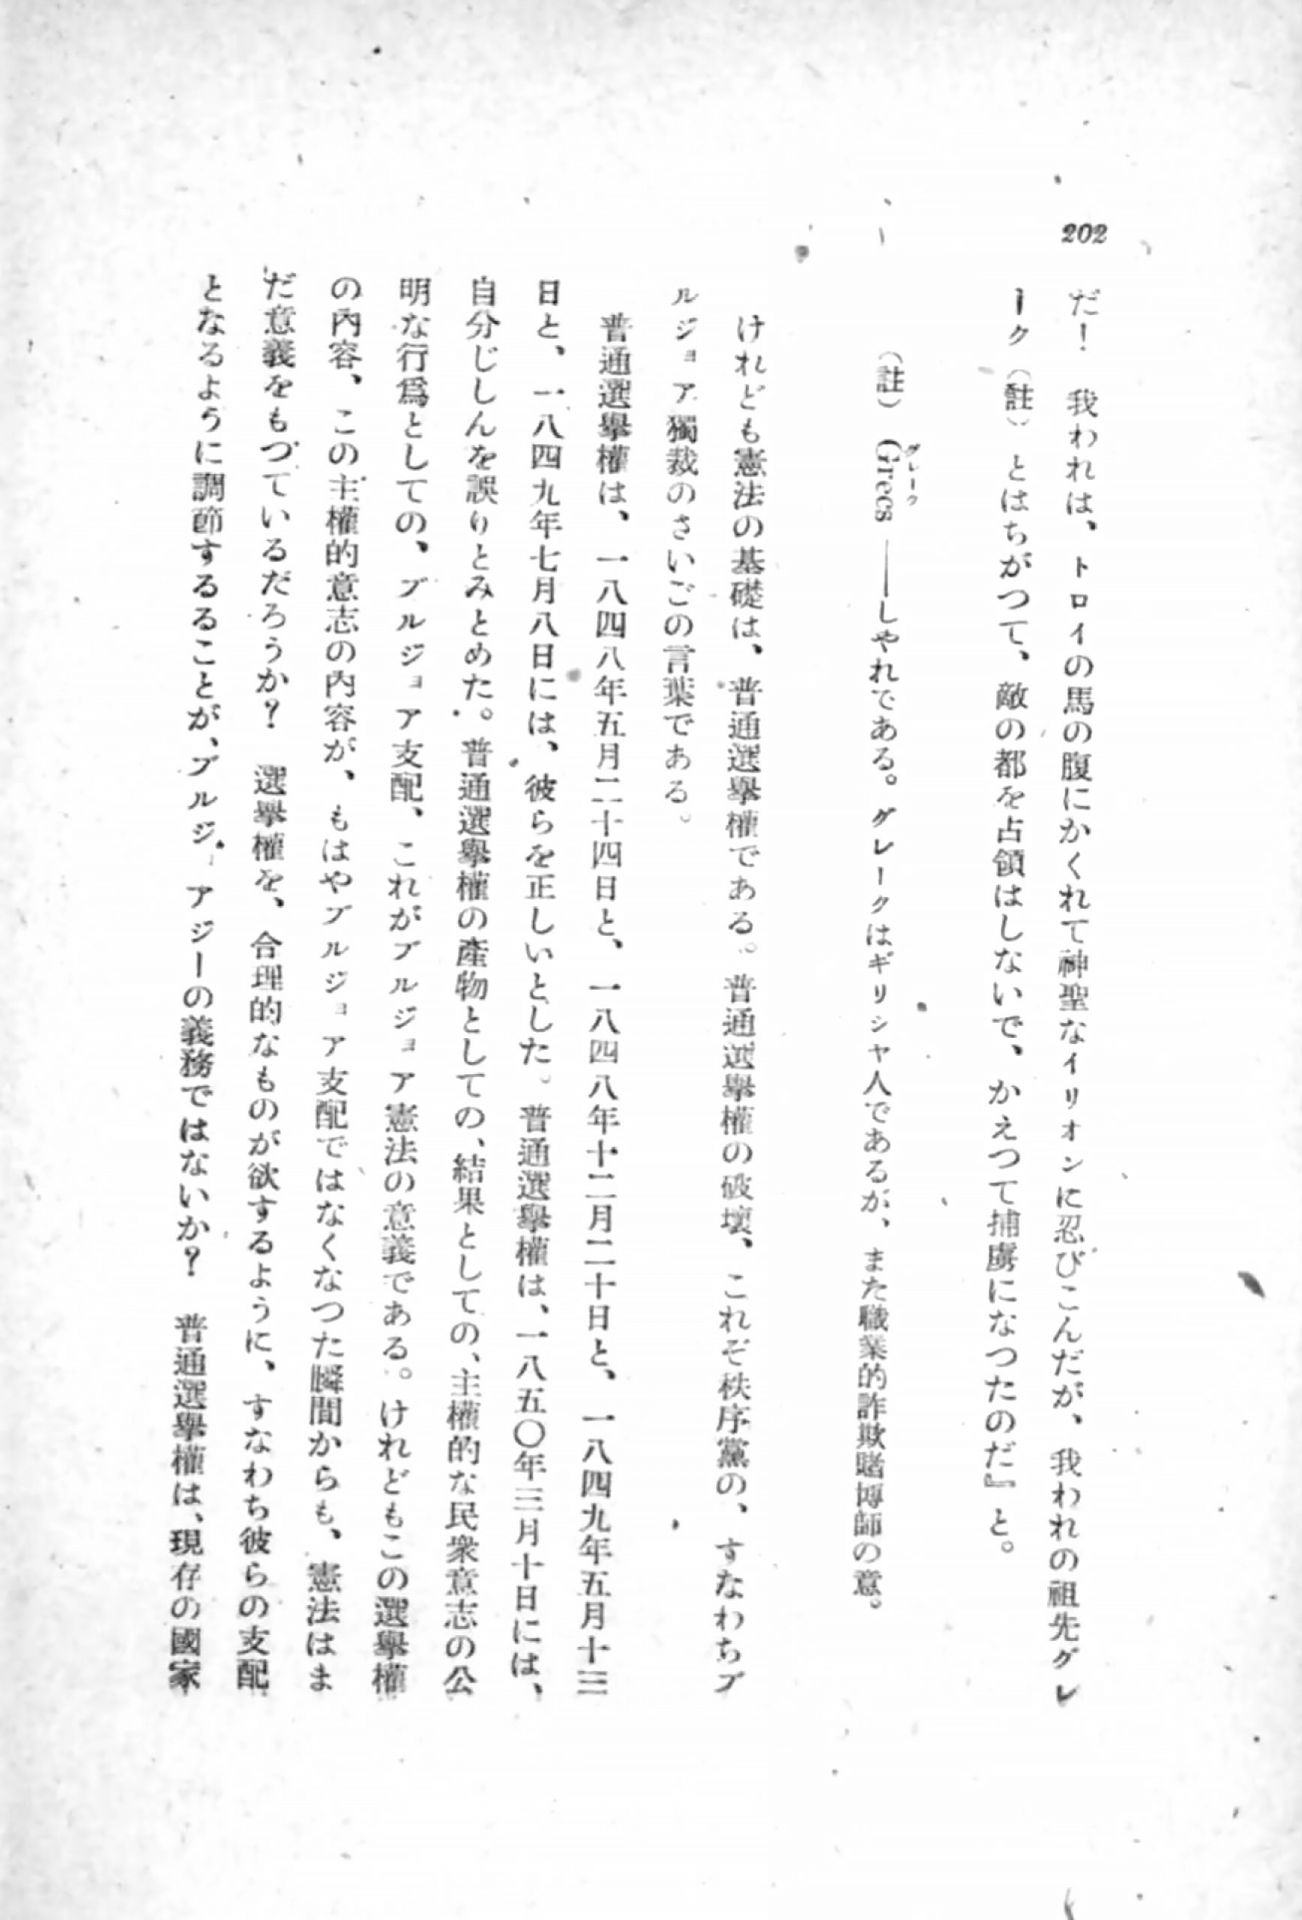 202
だ！　我われは、トロイの馬の腹にかくれて神聖なイリオンに忍びこんだが、我われの祖先グレ
ーク（註）とはちがつて、敵の都を占領はしないで、かえつて捕虜になつたのだ』と。
（註）　Grecs ──しやれである。グレークはギリシヤ人であるが、また職業的詐欺賭博師の意。
グレーク
けれども憲法の基礎は、普通選擧權である。普通選擧權の破壞、これぞ秩序黨の、すなわちブ
ルジョア獨裁のさいごの言葉である。
普通選擧權は、一八四八年五月二十四日と、一八四八年十二月二十日と、一八四九年五月十三
日と、一八四九年七月八日には、彼らを正しいとした。普通選擧權は、一八五〇年三月十日には、
自分じしんを誤りとみとめた。普通選擧權の產物としての、結果としての、主權的な民衆意志の公
明な行爲としての、ブルジョア支配、これがブルジョア憲法の意義である。けれどもこの選擧權
の內容、この主權的意志の內容が、もはやブルジョア支配ではなくなつた瞬間からも、憲法はま
だ意義をもつているだろうか？　選擧權を、合理的なものが欲するように、すなわち彼らの支配
となるように調節するることが、ブルジョアジーの義務ではないか？　普通選擧權は、現存の國家